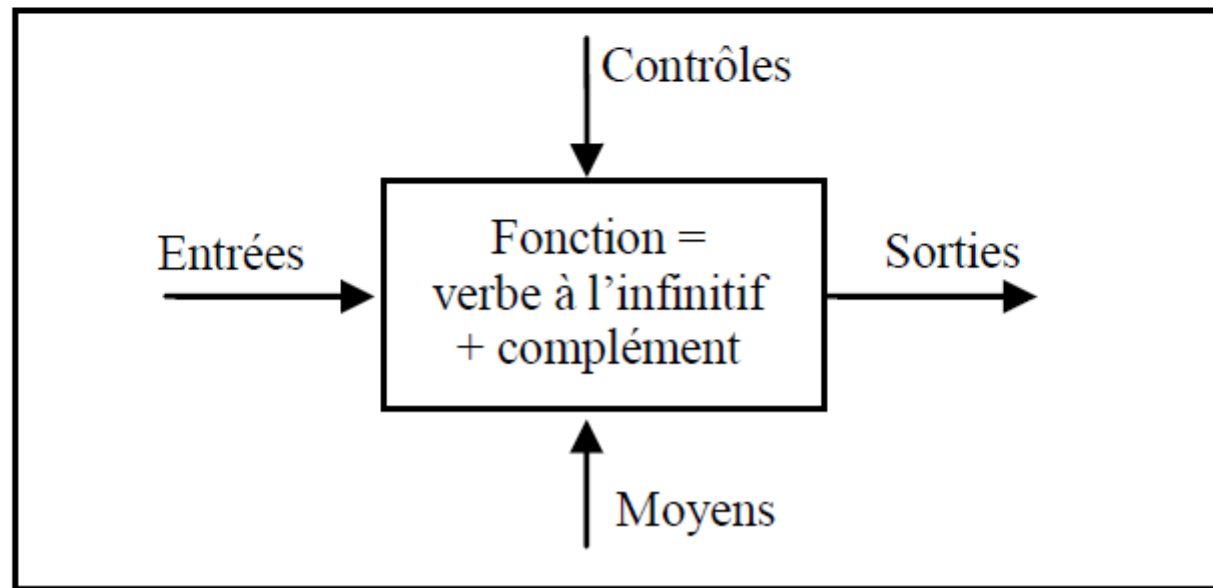 Contrôles
Entrées
Fonction =
verbe à l’infinitif
+ complément
Sorties
Moyens